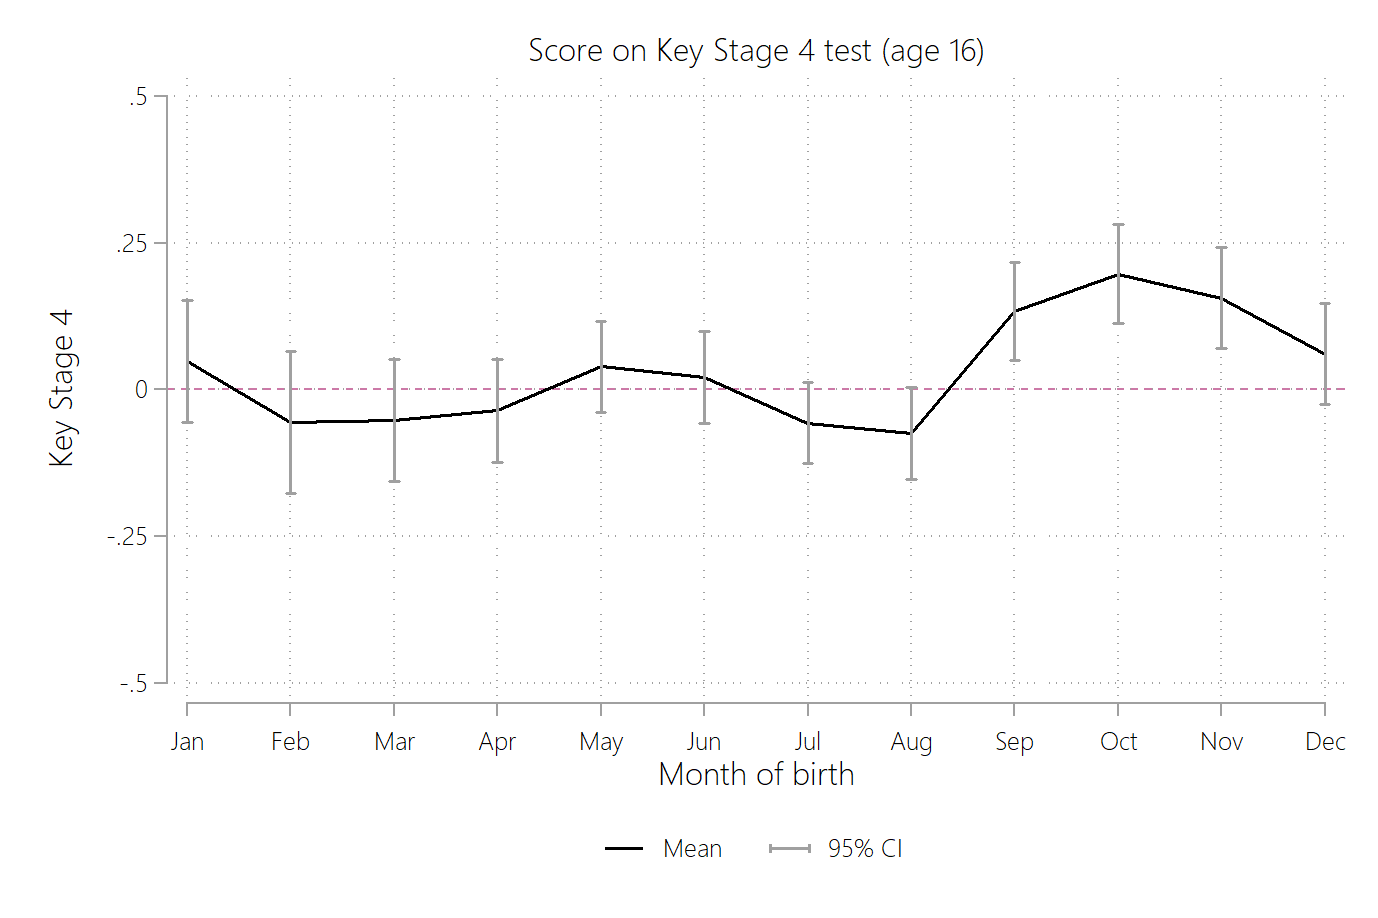 Score on Key Stage 4 test (age 16)
.5
.25
0
-.25
-.5
Key Stage 4
Jan Feb Mar Apr May Jun Jul Aug Sep Oct Nov Dec
Month of birth
Mean 95% CI